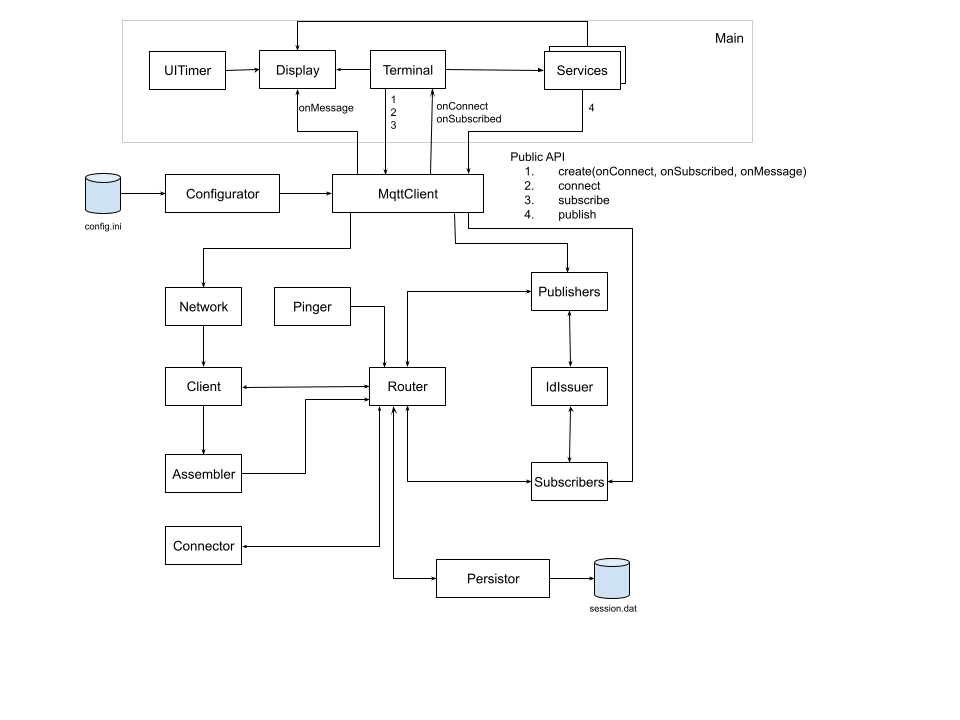 Main
UITimer
Display
Terminal
Services
onMessage
1
2
3
onConnect
onSubscribed
4
Public API
1. create(onConnect, onSubscribed, onMessage)
2. connect
3. subscribe
4. publish
Configurator
MqttClient
config.ini
Network
Pinger
Publishers
Client
Router
IdIssuer
Assembler
Subscribers
Connector
Persistor
session.dat